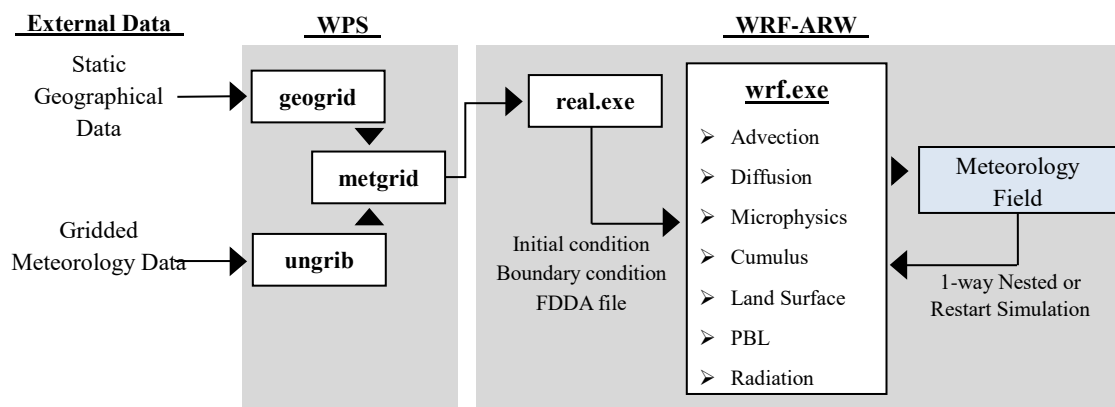 External Data
WPS
WRF-ARW
Static
Geographical
Data
geogrid
metgrid
Gridded
Meteorology Data
ungrib
real.exe
Initial condition
Boundary condition
FDDA file
wrf.exe
➢ Advection
➢ Diffusion
➢ Microphysics
➢ Cumulus
➢ Land Surface
➢ PBL
➢ Radiation
Meteorology
Field
1-way Nested or
Restart Simulation